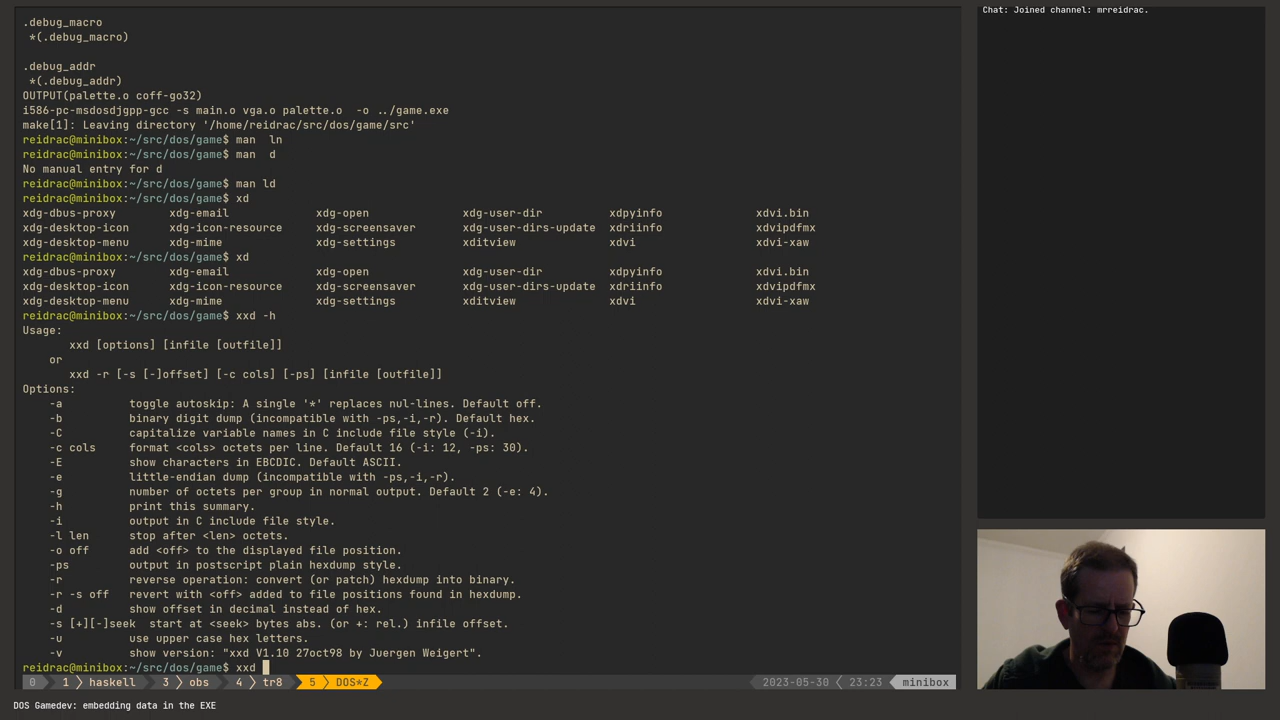 .debug_macro
 *(.debug_macro)
.debug_addr
 *(.debug_addr)
OUTPUT(palette.o coff-go32)
i586-pc-msdosdjgpp-gcc -s main.o vga.o palette.o  -o ../game.exe
make[1]: Leaving directory '/home/reidrac/src/dos/game/src'
reidrac@minibox:~/src/dos/game$ man  ln
reidrac@minibox:~/src/dos/game$ man  d
No manual entry for d
reidrac@minibox:~/src/dos/game$ man ld
reidrac@minibox:~/src/dos/game$ xd
xdg-dbus-proxy        xdg-email             xdg-open              xdg-user-dir          xdpyinfo              xdvi.bin
xdg-desktop-icon      xdg-icon-resource     xdg-screensaver       xdg-user-dirs-update  xdriinfo              xdvipdfmx
xdg-desktop-menu      xdg-mime              xdg-settings          xditview              xdvi                  xdvi-xaw
reidrac@minibox:~/src/dos/game$ xd
xdg-dbus-proxy        xdg-email             xdg-open              xdg-user-dir          xdpyinfo              xdvi.bin
xdg-desktop-icon      xdg-icon-resource     xdg-screensaver       xdg-user-dirs-update  xdriinfo              xdvipdfmx
xdg-desktop-menu      xdg-mime              xdg-settings          xditview              xdvi                  xdvi-xaw
reidrac@minibox:~/src/dos/game$ xxd -h
Usage:
       xxd [options] [infile [outfile]]
    or
       xxd -r [-s [-]offset] [-c cols] [-ps] [infile [outfile]]
Options:
    -a          toggle autoskip: A single '*' replaces nul-lines. Default off.
    -b          binary digit dump (incompatible with -ps,-i,-r). Default hex.
    -C          capitalize variable names in C include file style (-i).
    -c cols     format <cols> octets per line. Default 16 (-i: 12, -ps: 30).
    -E          show characters in EBCDIC. Default ASCII.
    -e          little-endian dump (incompatible with -ps,-i,-r).
    -g          number of octets per group in normal output. Default 2 (-e: 4).
    -h          print this summary.
    -i          output in C include file style.
    -l len      stop after <len> octets.
    -o off      add <off> to the displayed file position.
    -ps         output in postscript plain hexdump style.
    -r          reverse operation: convert (or patch) hexdump into binary.
    -r -s off   revert with <off> added to file positions found in hexdump.
    -d          show offset in decimal instead of hex.
    -s [+][-]seek  start at <seek> bytes abs. (or +: rel.) infile offset.
    -u          use upper case hex letters.
    -v          show version: "xxd V1.10 27oct98 by Juergen Weigert".
reidrac@minibox:~/src/dos/game$ xxd
0 1 haskell 3 obs 4 tr8 5 DOS*Z 2023-05-30 23:23 minibox
Chat: Joined channel: mrreidrac.
DOS Gamedev: embedding data in the EXE